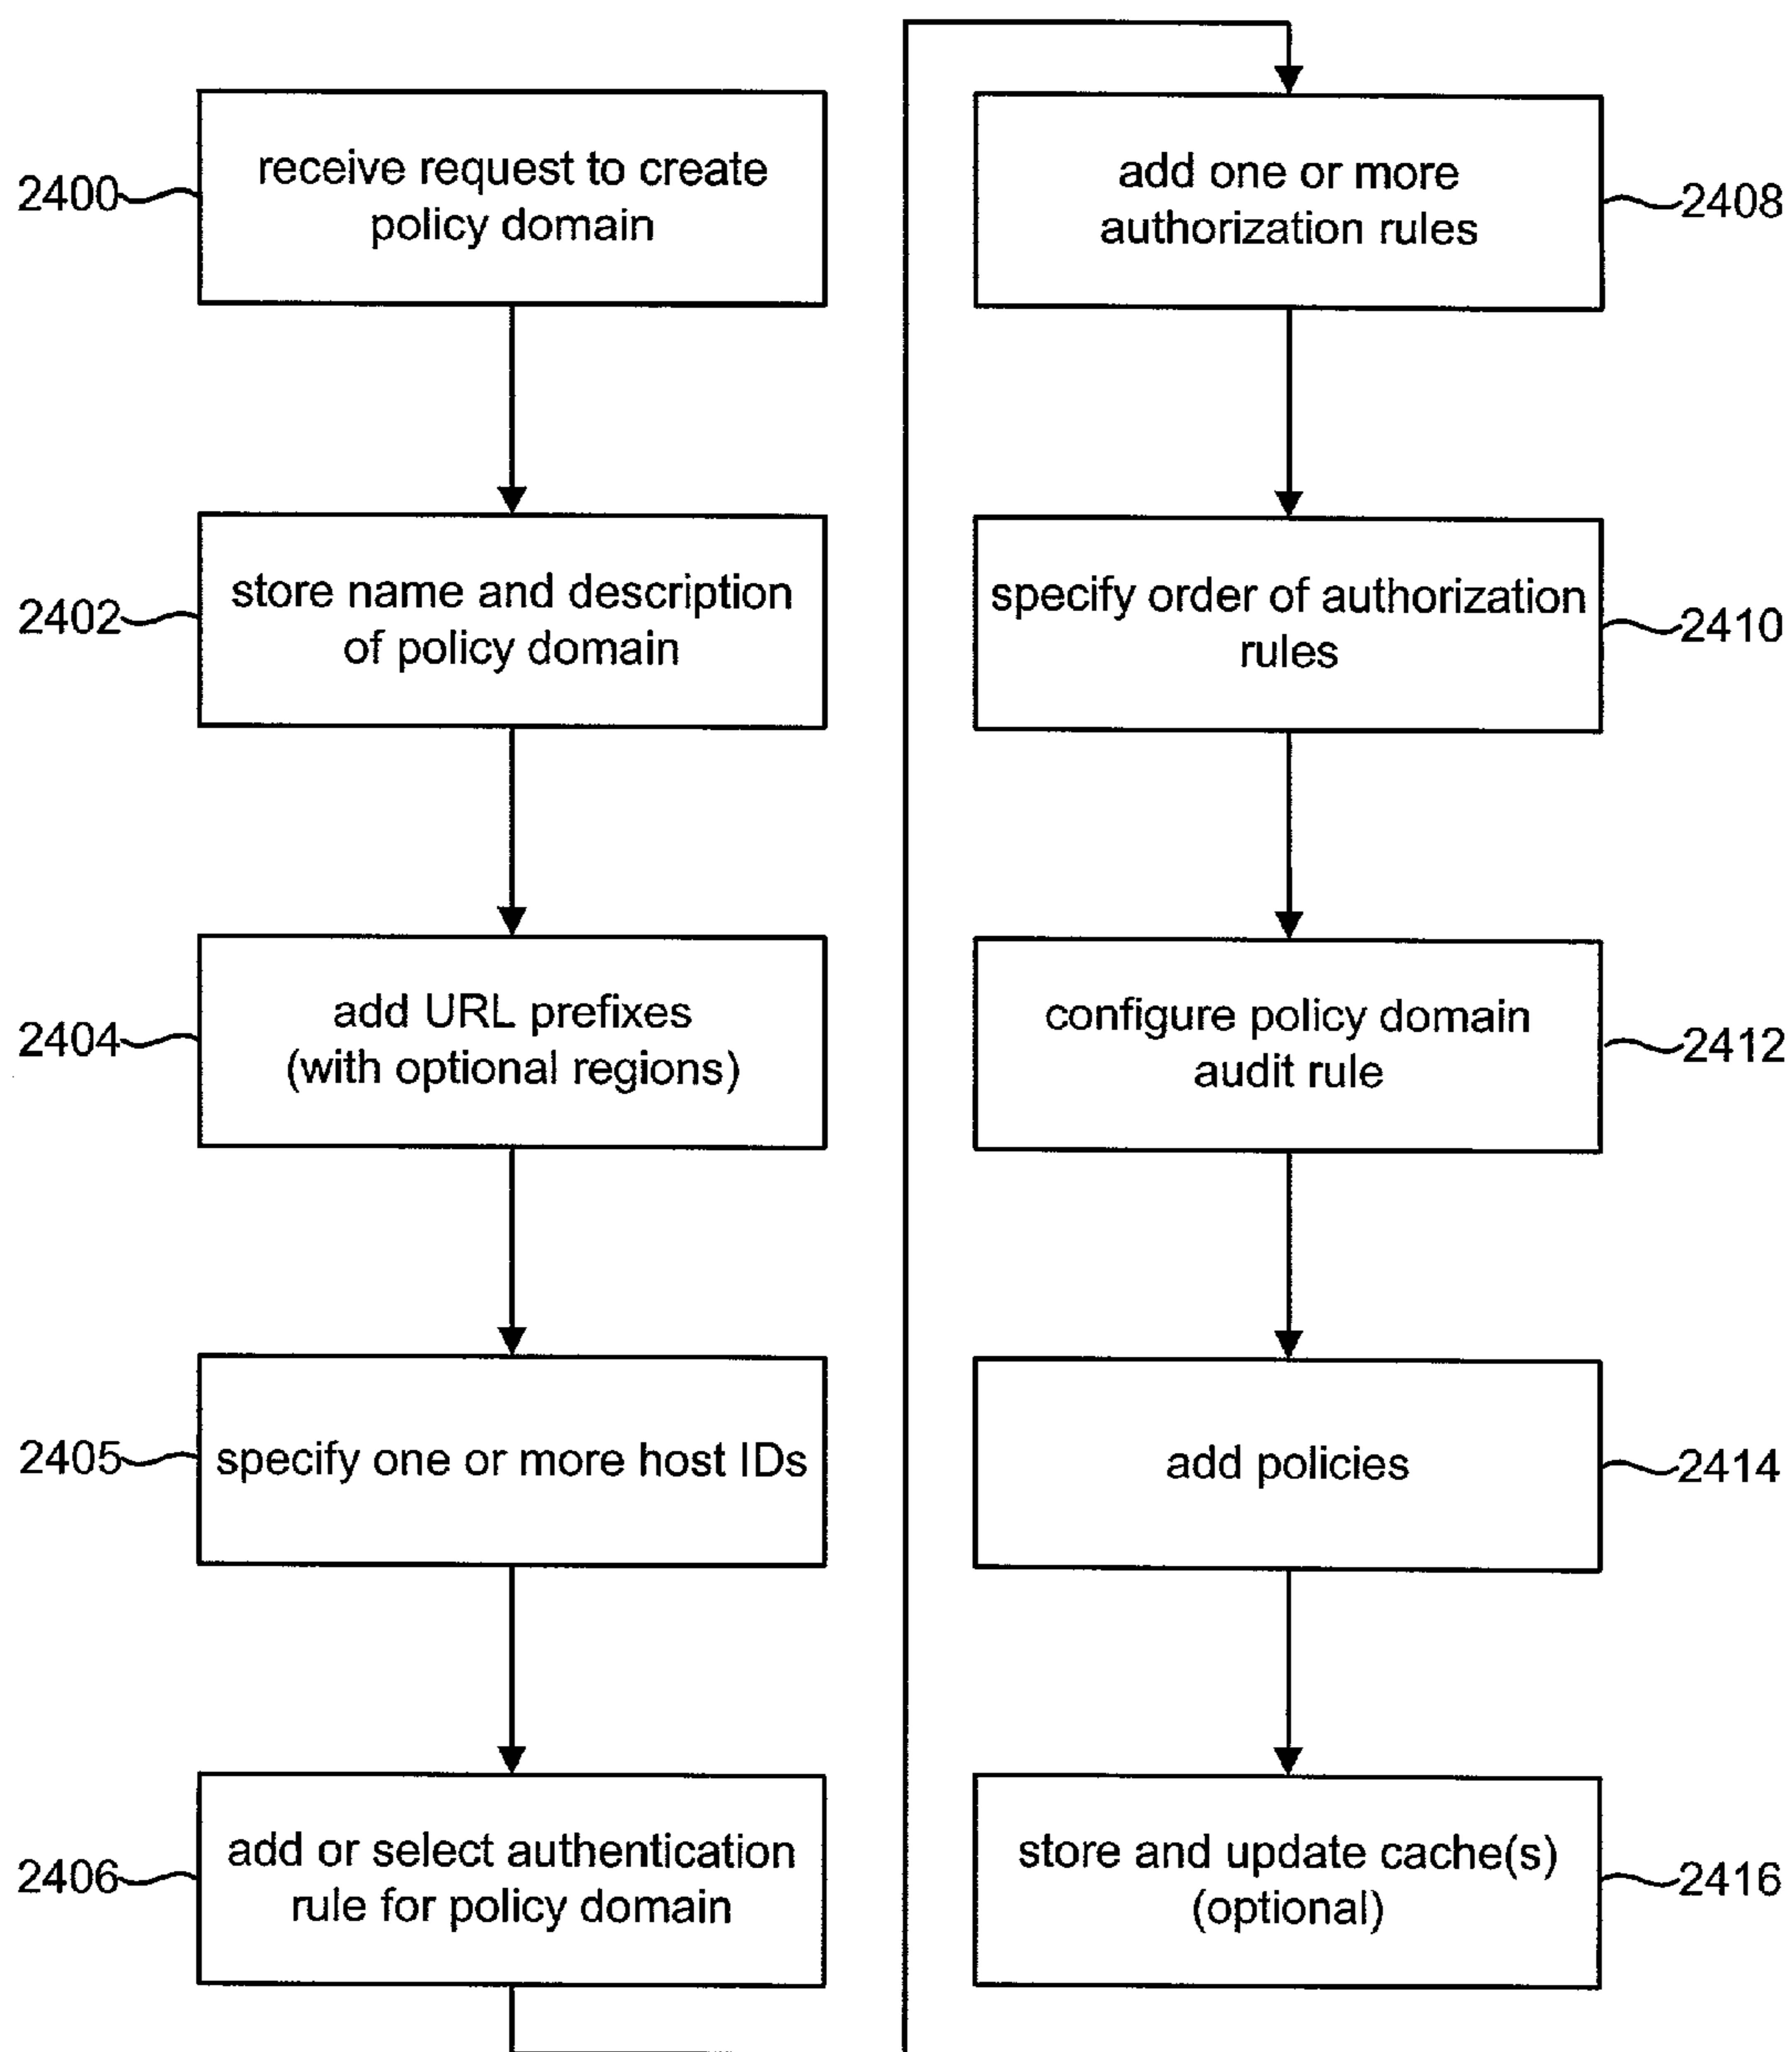 2400
receive request to create
policy domain
2402
store name and description
of policy domain
2404
add URL prefixes
(with optional regions)
2405
specify one or more host IDs
2406
add or select authentication
rule for policy domain
add one or more
authorization rules
2408
specify order of authorization
rules
2410
configure policy domain
audit rule
2412
add policies
2414
store and update cache(s)
(optional)
2416